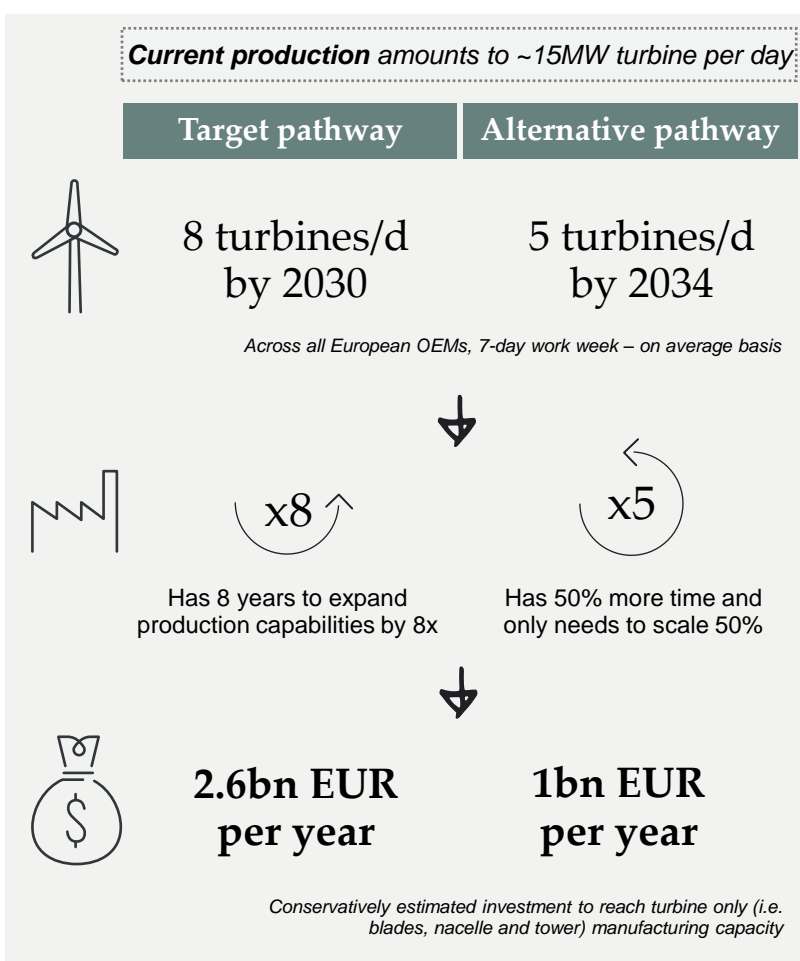 Current production amounts to ~15MW turbine per day
Target pathway
Alternative pathway
8 turbines/d
by 2030
5 turbines/d
by 2034
Across all European OEMs, 7-day work week – on average basis
x8
x5
Has 8 years to expand
production capabilities by 8x
Has 50% more time and
only needs to scale 50%
$
2.6bn EUR
per year
1bn EUR
per year
Conservatively estimated investment to reach turbine only (i.e.
blades, nacelle and tower) manufacturing capacity